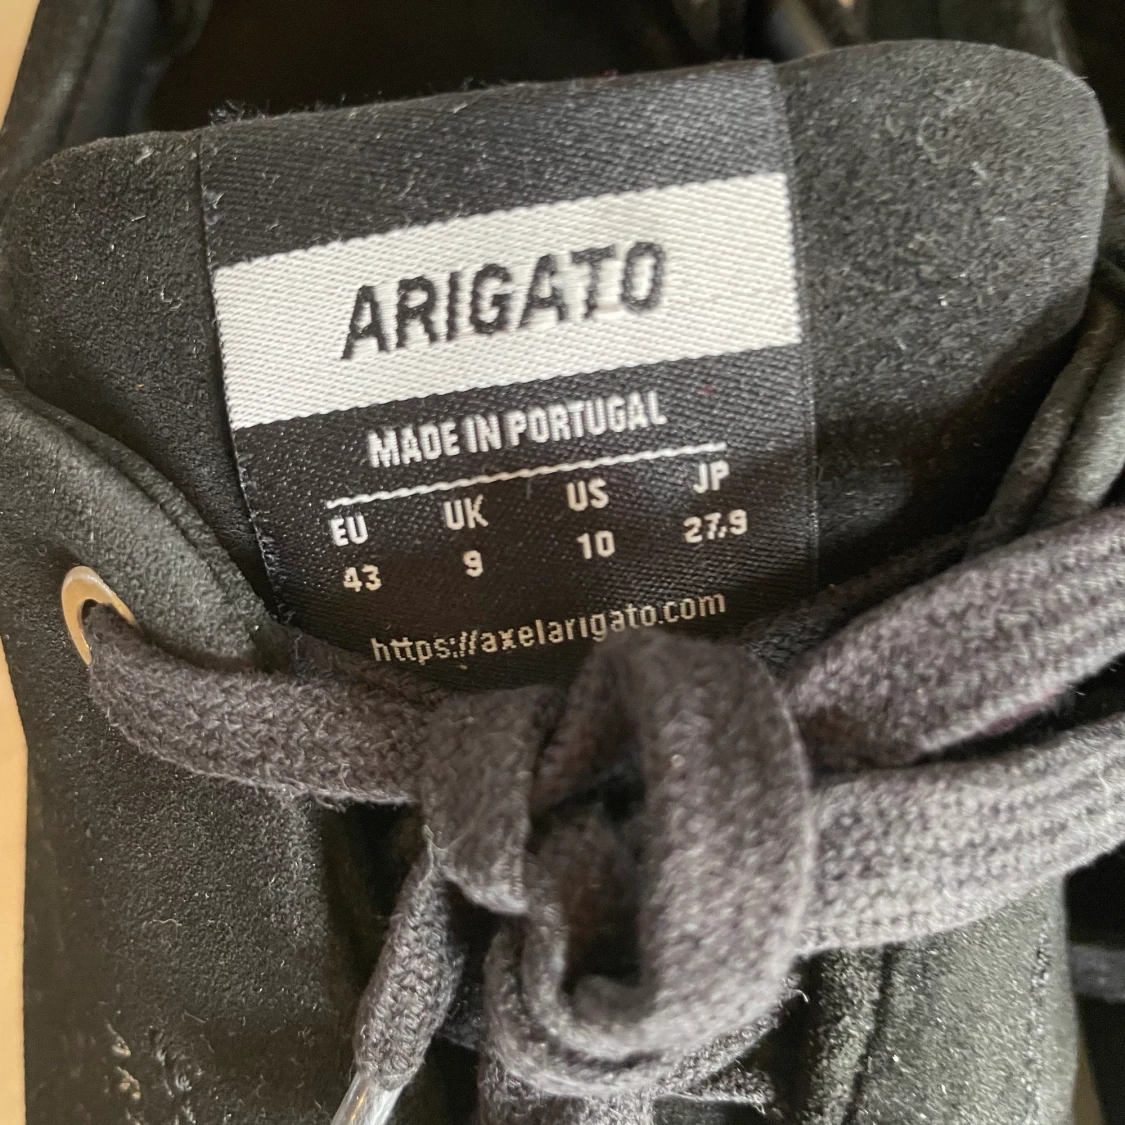 ARIGATO
MADE IN PORTUGAL
EU UK US JP
43 9 10 27,9
https://axelarigato.com